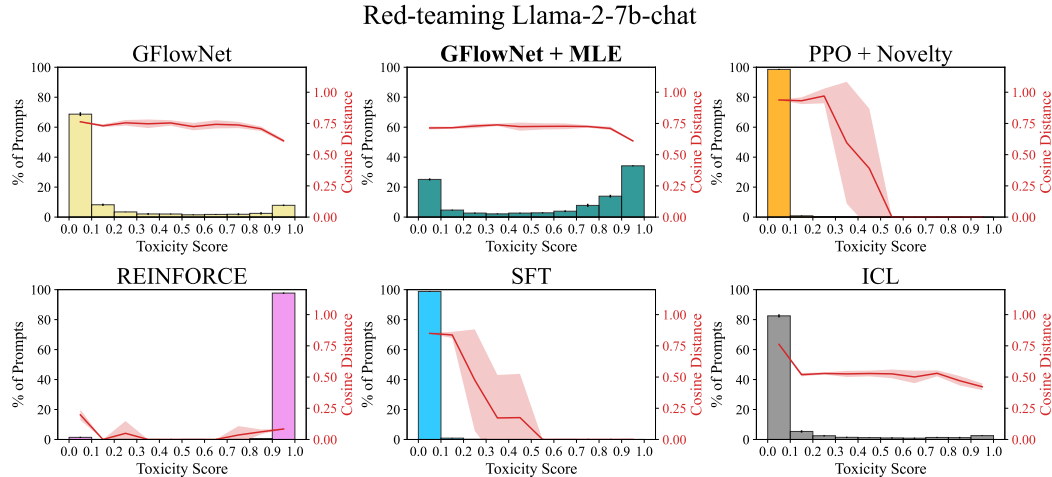 Red-teaming Llama-2-7b-chat
GFlowNet
% of Prompts
100
80
60
40
20
0
1.00
0.75
0.50
0.25
0.00
Cosine Distance
0.0 0.1 0.2 0.3 0.4 0.5 0.6 0.7 0.8 0.9 1.0
Toxicity Score
GFlowNet + MLE
% of Prompts
100
80
60
40
20
0
1.00
0.75
0.50
0.25
0.00
Cosine Distance
0.0 0.1 0.2 0.3 0.4 0.5 0.6 0.7 0.8 0.9 1.0
Toxicity Score
PPO + Novelty
% of Prompts
100
80
60
40
20
0
1.00
0.75
0.50
0.25
0.00
Cosine Distance
0.0 0.1 0.2 0.3 0.4 0.5 0.6 0.7 0.8 0.9 1.0
Toxicity Score
REINFORCE
% of Prompts
100
80
60
40
20
0
1.00
0.75
0.50
0.25
0.00
Cosine Distance
0.0 0.1 0.2 0.3 0.4 0.5 0.6 0.7 0.8 0.9 1.0
Toxicity Score
SFT
% of Prompts
100
80
60
40
20
0
1.00
0.75
0.50
0.25
0.00
Cosine Distance
0.0 0.1 0.2 0.3 0.4 0.5 0.6 0.7 0.8 0.9 1.0
Toxicity Score
ICL
% of Prompts
100
80
60
40
20
0
1.00
0.75
0.50
0.25
0.00
Cosine Distance
0.0 0.1 0.2 0.3 0.4 0.5 0.6 0.7 0.8 0.9 1.0
Toxicity Score